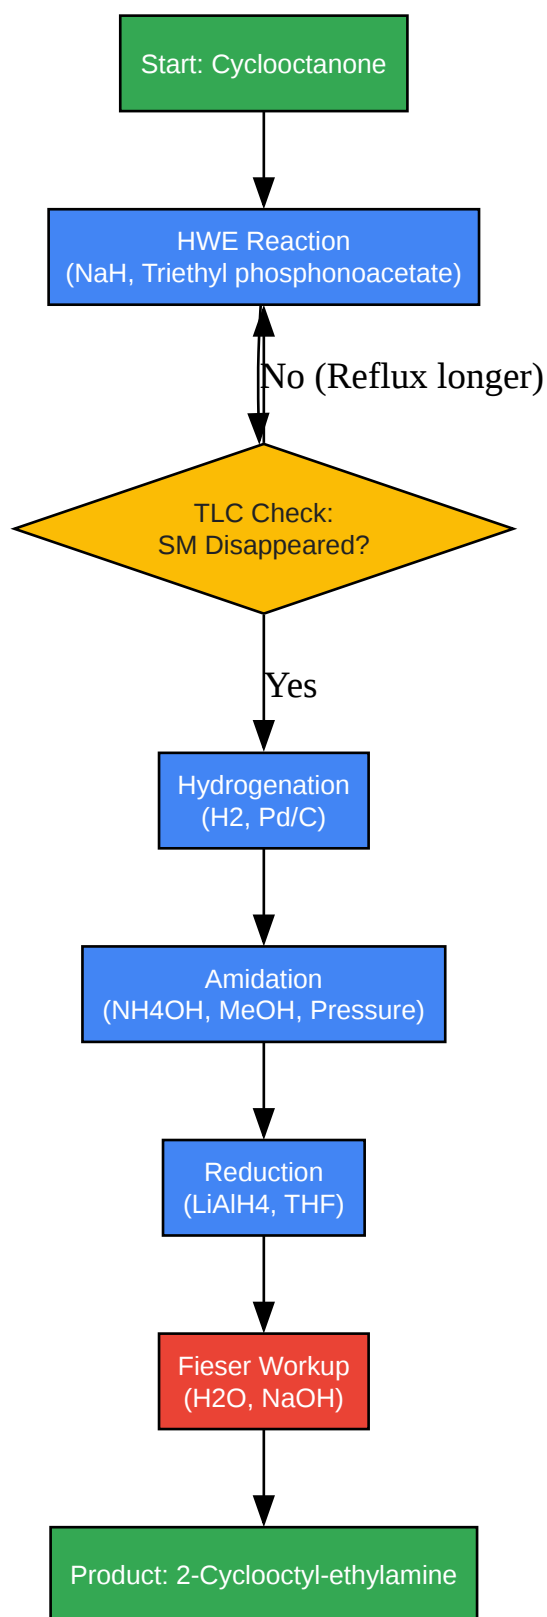 Start: Cyclooctanone
HWE Reaction
(NaH, Triethyl phosphonoacetate)
No (Reflux longer)
TLC Check:
SM Disappeared?
Yes
Hydrogenation
(H2, Pd/C)
Amidation
(NH4OH, MeOH, Pressure)
Reduction
(LiAlH4, THF)
Fieser Workup
(H2O, NaOH)
Product: 2-Cyclooctyl-ethylamine